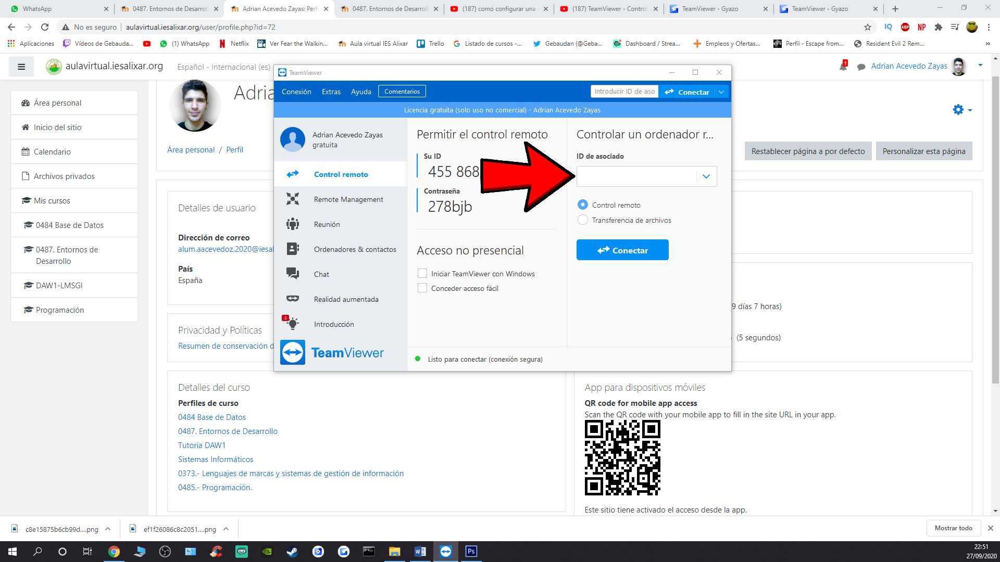 WhatsApp
0487. Entornos de Desarroll
Adrian Acevedo Zayas: Perfi
0487. Entornos de Desarroll
(187) como configurar una
(187) TeamViewer - Control
TeamViewer - Gyazo
TeamViewer - Gyazo
No es seguro
aulavirtual.iesalixar.org/user/profile.php?id=72
IQ
ABP
NP
Aplicaciones
Vídeos de Gebauda...
(1) WhatsApp
Netflix
Ver Fear the Walkin...
Aula virtual IES Alixar
Trello
Listado de cursos -...
Gebaudan (@Geba...
Dashboard / Strea...
Empleos y Ofertas...
Perfil - Escape from...
Resident Evil 2 Rem...
»
aulavirtual.iesalixar.org
Español - Internacional (es)
1
Adrian Acevedo Zayas
Área personal
Inicio del sitio
Calendario
Archivos privados
Mis cursos
0484 Base de Datos
0487. Entornos de
Desarrollo
DAW1-LMSGI
Programación
Adria
Área personal / Perfil
Restablecer página a por defecto
Personalizar esta página
Detalles de usuario
Dirección de correo
alum.aacevedoz.2020@iesal
País
España
Privacidad y Políticas
Resumen de conservación d
9 días 7 horas)
(5 segundos)
TeamViewer
Conexión
Extras
Ayuda
Comentarios
Introducir ID de aso
Conectar
Licencia gratuita (solo uso no comercial) - Adrian Acevedo Zayas
Adrian Acevedo Zayas
gratuita
Control remoto
Remote Management
Reunión
Ordenadores & contactos
Chat
Realidad aumentada
3
Introducción
TeamViewer
Permitir el control remoto
Su ID
455 868
Contraseña
278bjb
Acceso no presencial
Iniciar TeamViewer con Windows
Conceder acceso fácil
Controlar un ordenador r...
ID de asociado
Control remoto
Transferencia de archivos
Conectar
Listo para conectar (conexión segura)
Detalles del curso
Perfiles de curso
0484 Base de Datos
0487. Entornos de Desarrollo
Tutoria DAW1
Sistemas Informáticos
0373.- Lenguajes de marcas y sistemas de gestión de información
0485.- Programación.
App para dispositivos móviles
QR code for mobile app access
Scan the QR code with your mobile app to fill in the site URL in your app.
Este sitio tiene activado el acceso desde la app.
c8e15875b6cb99d....png
ef1f26086c8c2051....png
Mostrar todo
Ps
22:51
27/09/2020